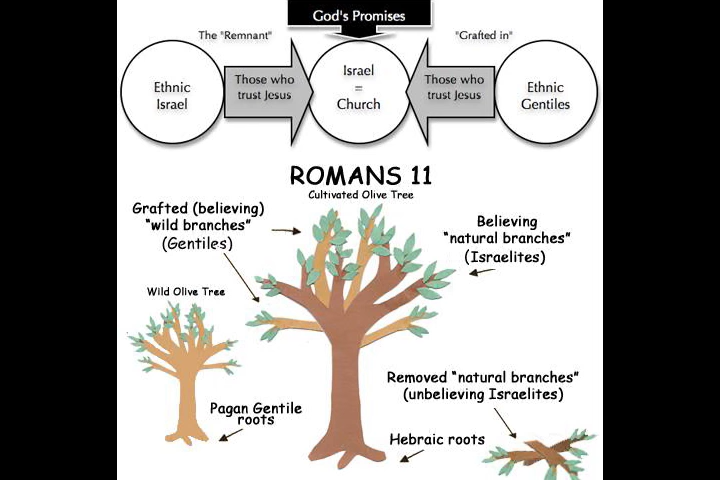 God's Promises
The "Remnant"
"Grafted in"
Ethnic
Israel
Those who
trust Jesus
Israel
=
Church
Those who
trust Jesus
Ethnic
Gentiles
ROMANS 11
Cultivated Olive Tree
Grafted (believing)
"wild branches"
(Gentiles)
Believing
"natural branches"
(Israelites)
Wild Olive Tree
Removed "natural branches"
(unbelieving Israelites)
Pagan Gentile
roots
Hebraic roots